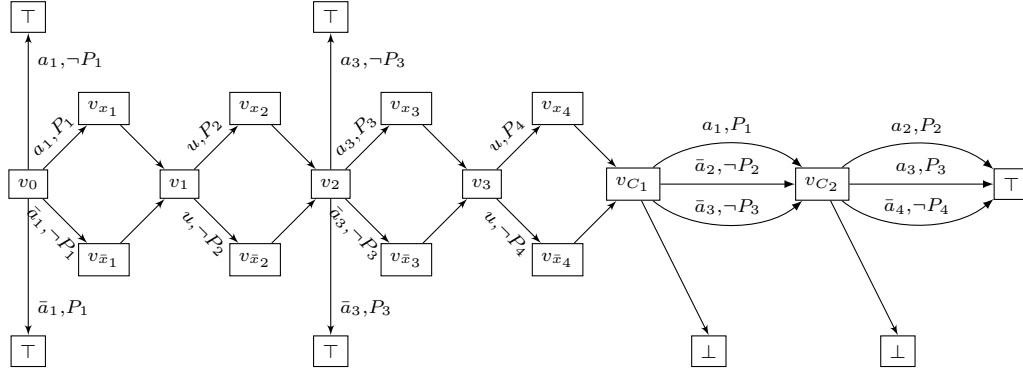 ⊤ ⊤
a₁,¬P₁ a₃,¬P₃
v_{x₁} v_{x₂} v_{x₃} v_{x₄}
a₁,P₁ u,P₂ a₃,P₃ u,P₄ a₁,P₁ a₂,P₂
ā₂,¬P₂ a₃,P₃
v₀ v₁ v₂ v₃ v_{C₁} v_{C₂} ⊤
ā₁,¬P₁ u,¬P₂ ā₃,¬P₃ u,¬P₄ ā₃,¬P₃ ā₄,¬P₄
v_{x̄₁} v_{x̄₂} v_{x̄₃} v_{x̄₄}
ā₁,P₁ ā₃,P₃
⊤ ⊤ ⊥ ⊥